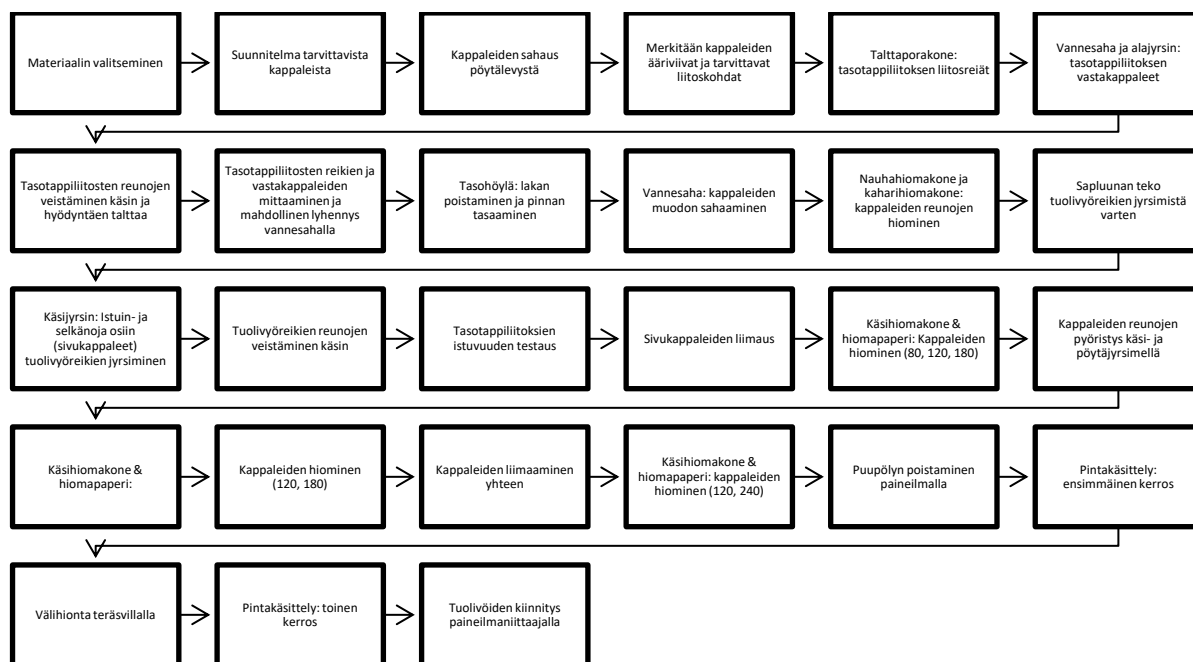 Materiaalin valitseminen
Suunnitelma tarvittavista
kappaleista
Kappaleiden sahaus
pöytälevystä
Merkitään kappaleiden
ääriviivat ja tarvittavat
liitoskohdat
Talttaporakone:
tasotappiliitoksen liitosreiät
Vannesaha ja alajyrsin:
tasotappiliitoksen
vastakappaleet
Tasotappiliitosten reunojen
veistäminen käsin ja
hyödyntäen talttaa
Tasotappiliitosten reikien ja
vastakappaleiden
mittaaminen ja
mahdollinen lyhennys
vannesahalla
Tasohöylä: lakan
poistaminen ja pinnan
tasaaminen
Vannesaha: kappaleiden
muodon sahaaminen
Nauhahiomakone ja
kaharihiomakone:
kappaleiden reunojen
hiominen
Sapluunan teko
tuolivyöreikien jyrsimistä
varten
Käsijyrsin: Istuin- ja
selkänoja osiin
(sivukappaleet)
tuolivyöreikien jyrsiminen
Tuolivyöreikien reunojen
veistäminen käsin
Tasotappiliitoksien
istuvuuden testaus
Sivukappaleiden liimaus
Käsihiomakone &
hiomapaperi: Kappaleiden
hiominen (80, 120, 180)
Kappaleiden reunojen
pyöristys käsi- ja
pöytäjyrsimellä
Käsihiomakone &
hiomapaperi:
Kappaleiden hiominen
(120, 180)
Kappaleiden liimaaminen
yhteen
Käsihiomakone &
hiomapaperi: kappaleiden
hiominen (120, 240)
Puupölyn poistaminen
paineilmalla
Pintakäsittely:
ensimmäinen kerros
Välihionta teräsvillalla
Pintakäsittely: toinen
kerros
Tuolivöiden kiinnitys
paineilmaniittaajalla